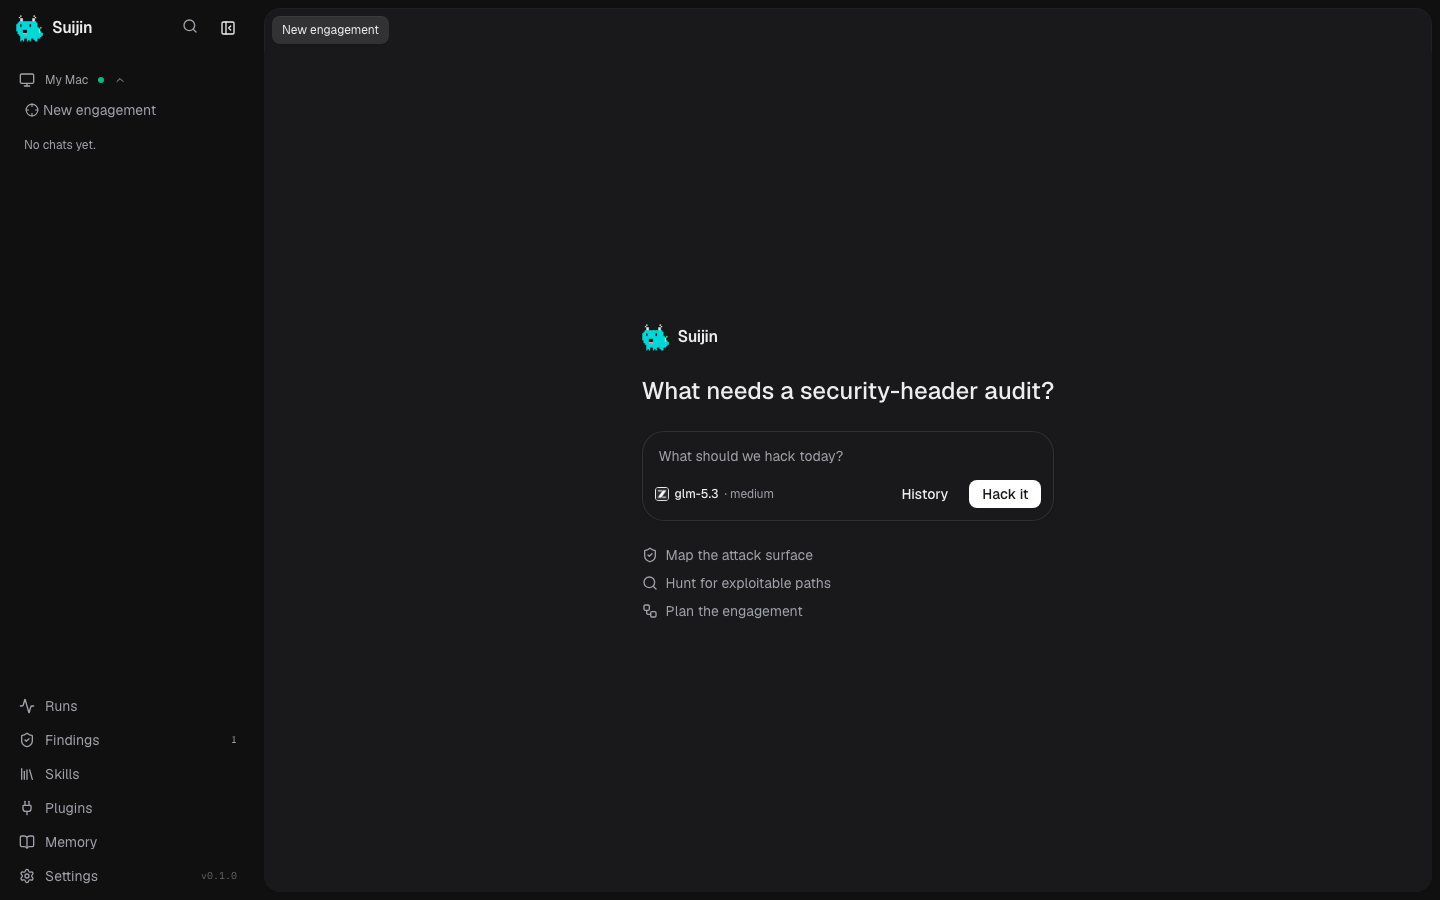 Suijin
My Mac
New engagement
No chats yet.
Runs
Findings 1
Skills
Plugins
Memory
Settings v0.1.0
New engagement
Suijin
What needs a security-header audit?
What should we hack today?
glm-5.3 · medium History Hack it
Map the attack surface
Hunt for exploitable paths
Plan the engagement